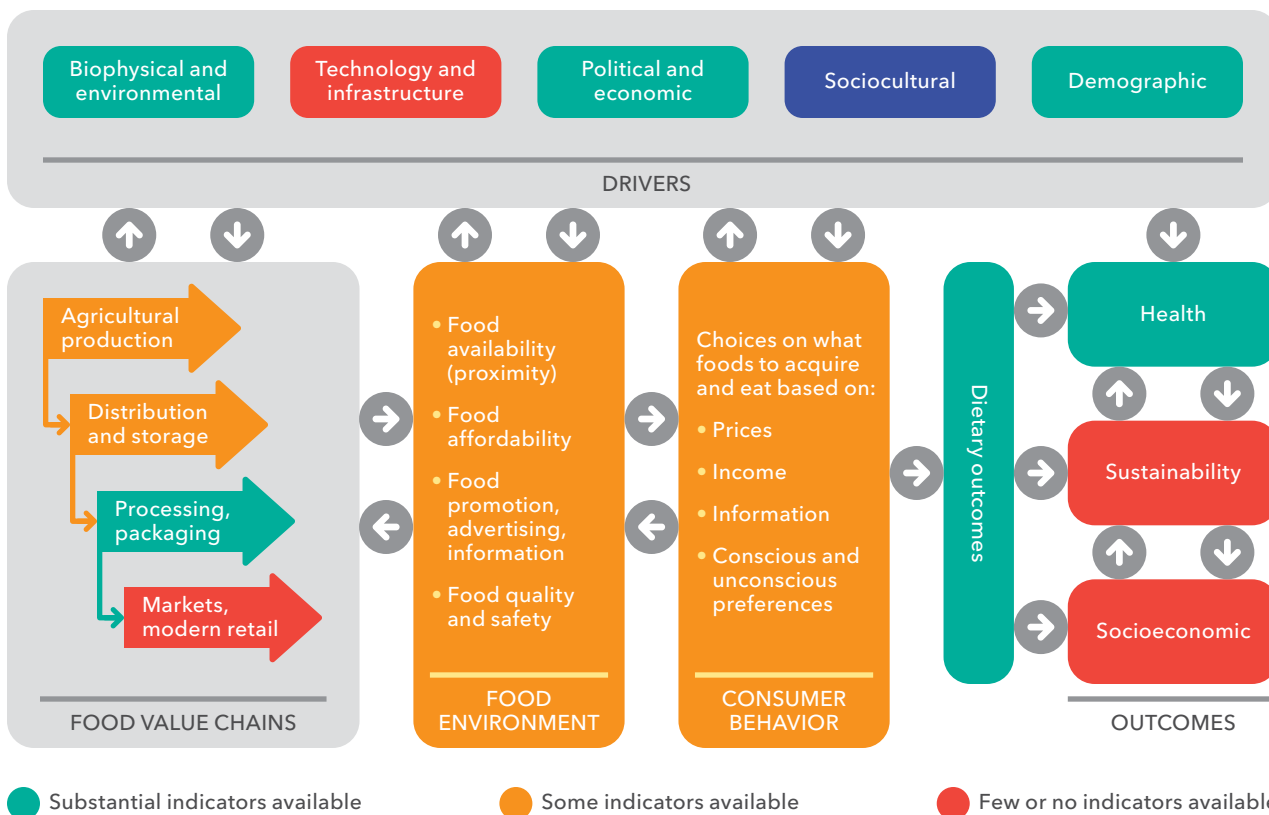 Biophysical and
environmental
Technology and
infrastructure
Political and
economic
Sociocultural
Demographic
DRIVERS
Agricultural
production
Distribution
and storage
Processing,
packaging
Markets,
modern retail
FOOD VALUE CHAINS
• Food
availability
(proximity)
• Food
affordability
• Food
promotion,
advertising,
information
• Food quality
and safety
FOOD
ENVIRONMENT
Choices on what
foods to acquire
and eat based on:
• Prices
• Income
• Information
• Conscious and
unconscious
preferences
CONSUMER
BEHAVIOR
Dietary outcomes
Health
Sustainability
Socioeconomic
OUTCOMES
Substantial indicators available
Some indicators available
Few or no indicators available